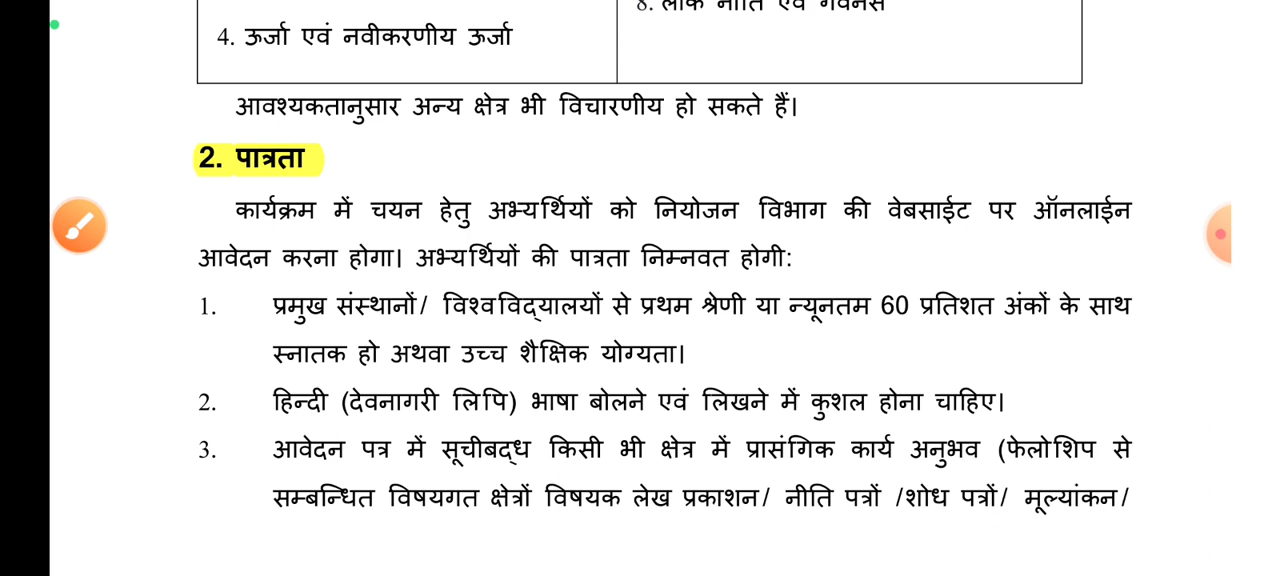 8. लोक नीति एवं गवर्नेंस
4. ऊर्जा एवं नवीकरणीय ऊर्जा
आवश्यकतानुसार अन्य क्षेत्र भी विचारणीय हो सकते हैं।
2. पात्रता
कार्यक्रम में चयन हेतु अभ्यर्थियों को नियोजन विभाग की वेबसाईट पर ऑनलाईन
आवेदन करना होगा। अभ्यर्थियों की पात्रता निम्नवत होगी:
1. प्रमुख संस्थानों/ विश्वविद्यालयों से प्रथम श्रेणी या न्यूनतम 60 प्रतिशत अंकों के साथ
स्नातक हो अथवा उच्च शैक्षिक योग्यता।
2. हिन्दी (देवनागरी लिपि) भाषा बोलने एवं लिखने में कुशल होना चाहिए।
3. आवेदन पत्र में सूचीबद्ध किसी भी क्षेत्र में प्रासंगिक कार्य अनुभव (फेलोशिप से
सम्बन्धित विषयगत क्षेत्रों विषयक लेख प्रकाशन/ नीति पत्रों /शोध पत्रों/ मूल्यांकन/